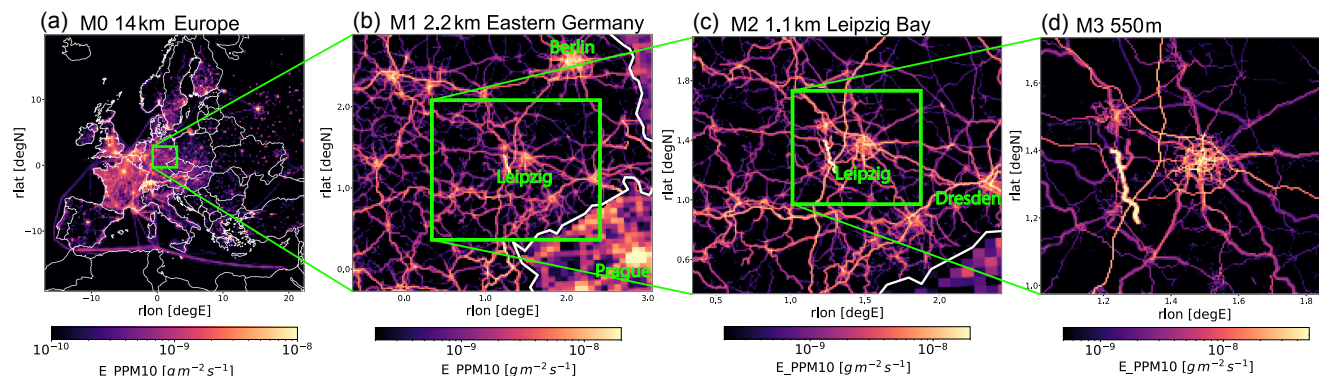 (a) M0 14km Europe
(b) M1 2.2km Eastern Germany
(c) M2 1.1km Leipzig Bay
(d) M3 550m
rlat [degN]
10
0
−10
−10
0
10
20
rlon [degE]
10⁻¹⁰
10⁻⁹
10⁻⁸
E_PPM10 [g m⁻² s⁻¹]
rlat [degN]
2.0
1.0
0.0
Berlin
Leipzig
Prague
0.0
1.0
2.0
3.0
rlon [degE]
10⁻⁹
10⁻⁸
E_PPM10 [g m⁻² s⁻¹]
rlat [degN]
1.8
1.4
1.0
0.6
Leipzig
Dresden
0.5
1.0
1.5
2.0
rlon [degE]
10⁻⁹
10⁻⁸
E_PPM10 [g m⁻² s⁻¹]
rlat [degN]
1.6
1.4
1.2
1.0
1.2
1.4
1.6
1.8
rlon [degE]
10⁻⁹
10⁻⁸
E_PPM10 [g m⁻² s⁻¹]